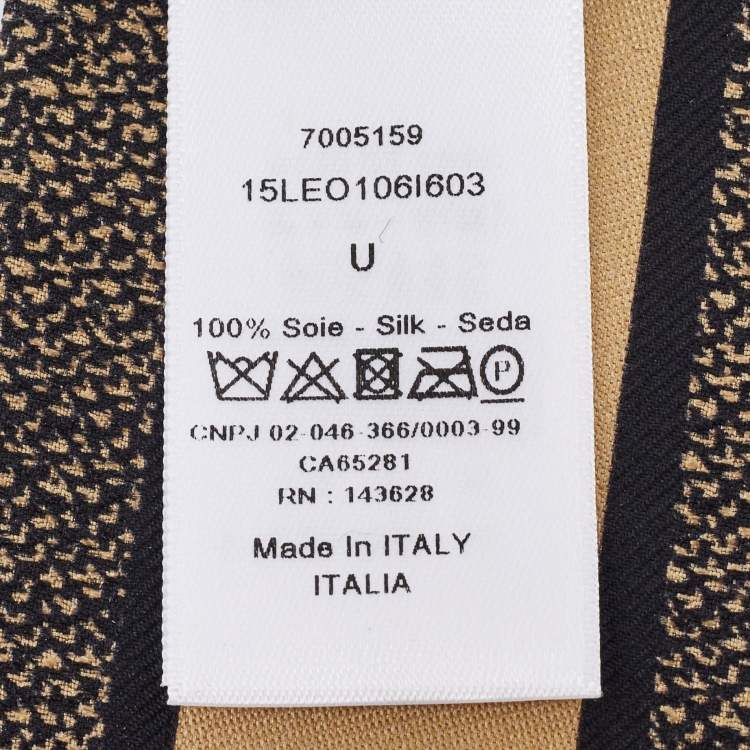 7005159
15LEO106I603
U
100% Soie - Silk - Seda
P
CNPJ 02-046-366/0003-99
CA65281
RN : 143628
Made In ITALY
ITALIA